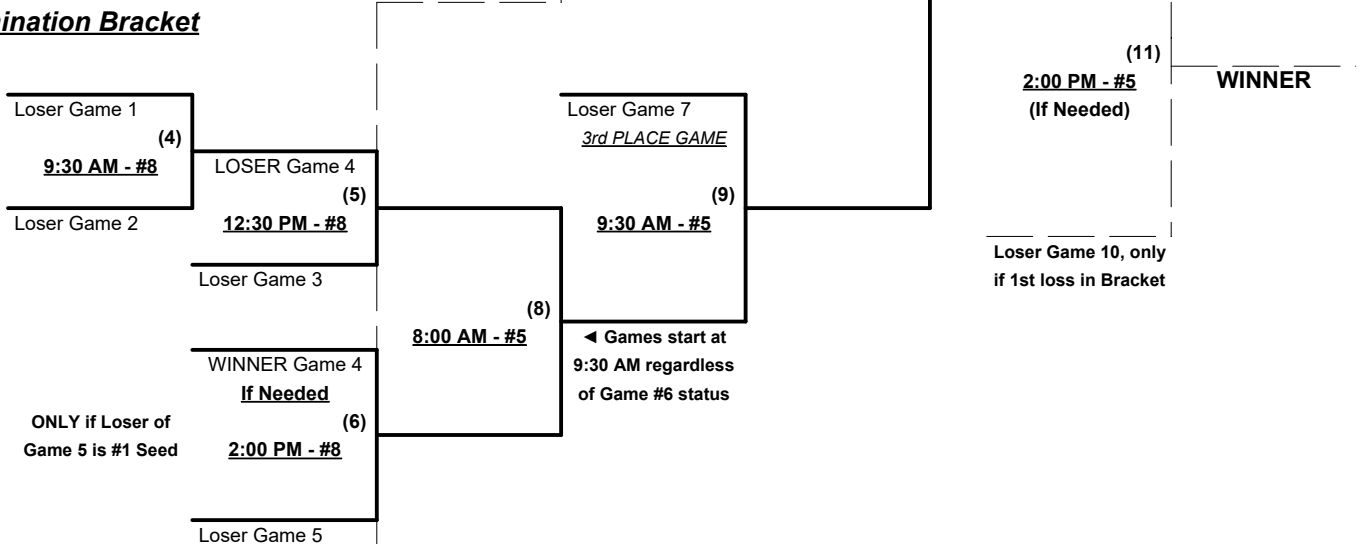 ination Bracket
Loser Game 1
(4)
9:30 AM - #8
Loser Game 2
LOSER Game 4
(5)
12:30 PM - #8
Loser Game 3
WINNER Game 4
If Needed
(6)
2:00 PM - #8
ONLY if Loser of
Game 5 is #1 Seed
Loser Game 5
(8)
8:00 AM - #5
Loser Game 7
3rd PLACE GAME
(9)
9:30 AM - #5
◄ Games start at
9:30 AM regardless
of Game #6 status
(11)
2:00 PM - #5
(If Needed)
WINNER
Loser Game 10, only
if 1st loss in Bracket